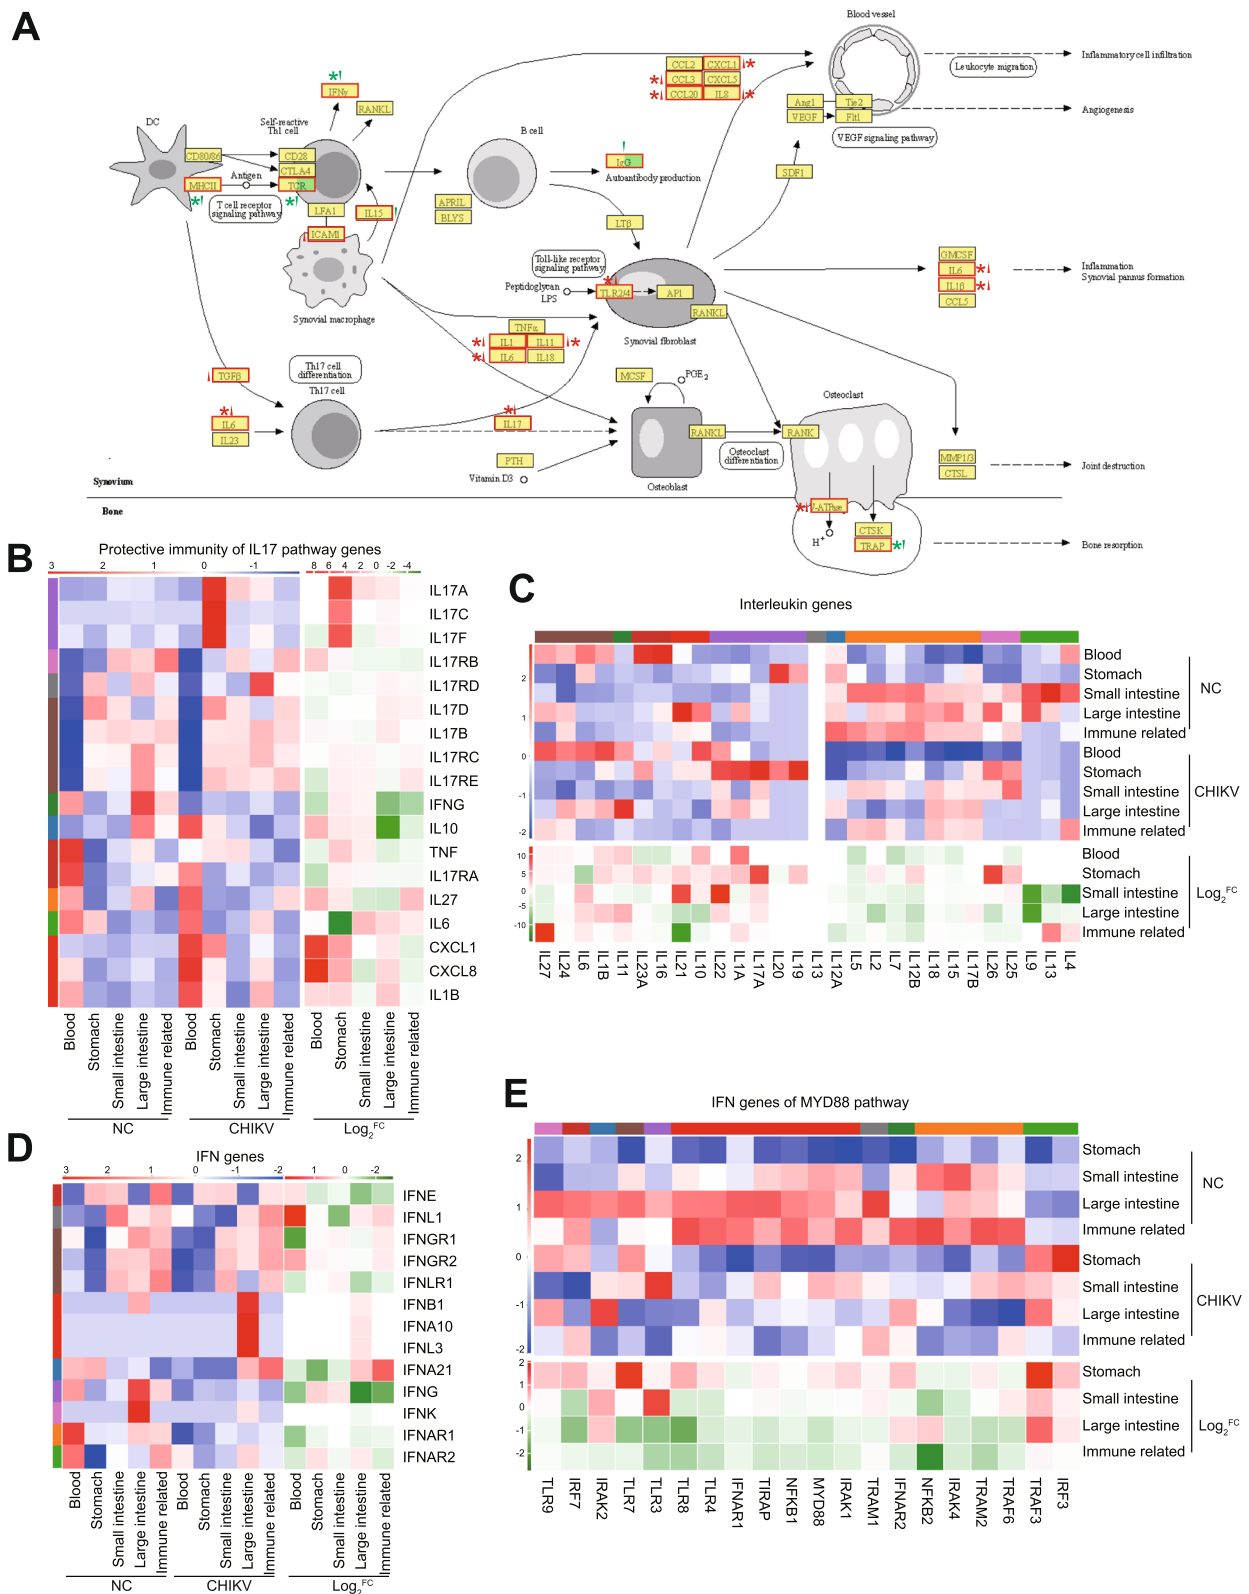 A
Blood vessel
Inflammatory cell infiltration
Leukocyte migration
CCL2
CXCL1
CCL3
CXCL5
CCL20
IL8
Ang1
Tie2
VEGF
Flt1
Angiogenesis
VEGF signaling pathway
DC
Self-reactive
Th1 cell
IFNγ
RANKL
B cell
CD80/86
CD28
CTLA4
Antigen
MHCII
TCR
T cell receptor
signaling pathway
LFA1
IL15
ICAM1
IgG
Autoantibody production
APRIL
BLYS
LTβ
SDF1
Toll-like receptor
signaling pathway
Peptidoglycan
LPS
TLR2/4
AP1
RANKL
Synovial fibroblast
GMCSF
IL6
IL1β
CCL5
Inflammation
Synovial pannus formation
Synovial macrophage
TNFα
IL1
IL11
IL6
IL18
TGFβ
Th17 cell
differentiation
Th17 cell
IL6
IL23
IL17
MCSF
PGE2
Osteoclast
RANKL
RANK
Osteoclast
differentiation
PTH
Vitamin D3
Osteoblast
MMP1/3
CTSL
Joint destruction
Synovium
Bone
V-ATPase
H+
CTSK
TRAP
Bone resorption
B
Protective immunity of IL17 pathway genes
3 2 1 0 -1
8 6 4 2 0 -2 -4
IL17A
IL17C
IL17F
IL17RB
IL17RD
IL17D
IL17B
IL17RC
IL17RE
IFNG
IL10
TNF
IL17RA
IL27
IL6
CXCL1
CXCL8
IL1B
Blood Stomach Small intestine Large intestine Immune related Blood Stomach Small intestine Large intestine Immune related Blood Stomach Small intestine Large intestine Immune related
NC CHIKV Log2FC
C
Interleukin genes
2
1
0
-1
-2
Blood
Stomach
Small intestine
Large intestine
Immune related
NC
Blood
Stomach
Small intestine
Large intestine
Immune related
CHIKV
10
5
0
-5
-10
Blood
Stomach
Small intestine
Large intestine
Immune related
Log2FC
IL27 IL24 IL6 IL1B IL11 IL23A IL16 IL21 IL10 IL22 IL1A IL17A IL20 IL19 IL13 IL12A IL5 IL2 IL7 IL12B IL18 IL15 IL17B IL26 IL25 IL9 IL13 IL4
D
IFN genes
3 2 1 0 -1 -2
1 0 -2
IFNE
IFNL1
IFNGR1
IFNGR2
IFNLR1
IFNB1
IFNA10
IFNL3
IFNA21
IFNG
IFNK
IFNAR1
IFNAR2
Blood Stomach Small intestine Large intestine Immune related Blood Stomach Small intestine Large intestine Immune related Blood Stomach Small intestine Large intestine Immune related
NC CHIKV Log2FC
E
IFN genes of MYD88 pathway
2
1
0
-1
-2
Stomach
Small intestine
Large intestine
Immune related
NC
Stomach
Small intestine
Large intestine
Immune related
CHIKV
2
1
0
-1
-2
Stomach
Small intestine
Large intestine
Immune related
Log2FC
TLR9 IRF7 IRAK2 TLR7 TLR3 TLR8 TLR4 IFNAR1 TIRAP NFKB1 MYD88 IRAK1 TRAM1 IFNAR2 NFKB2 IRAK4 TRAM2 TRAF6 TRAF3 IRF3